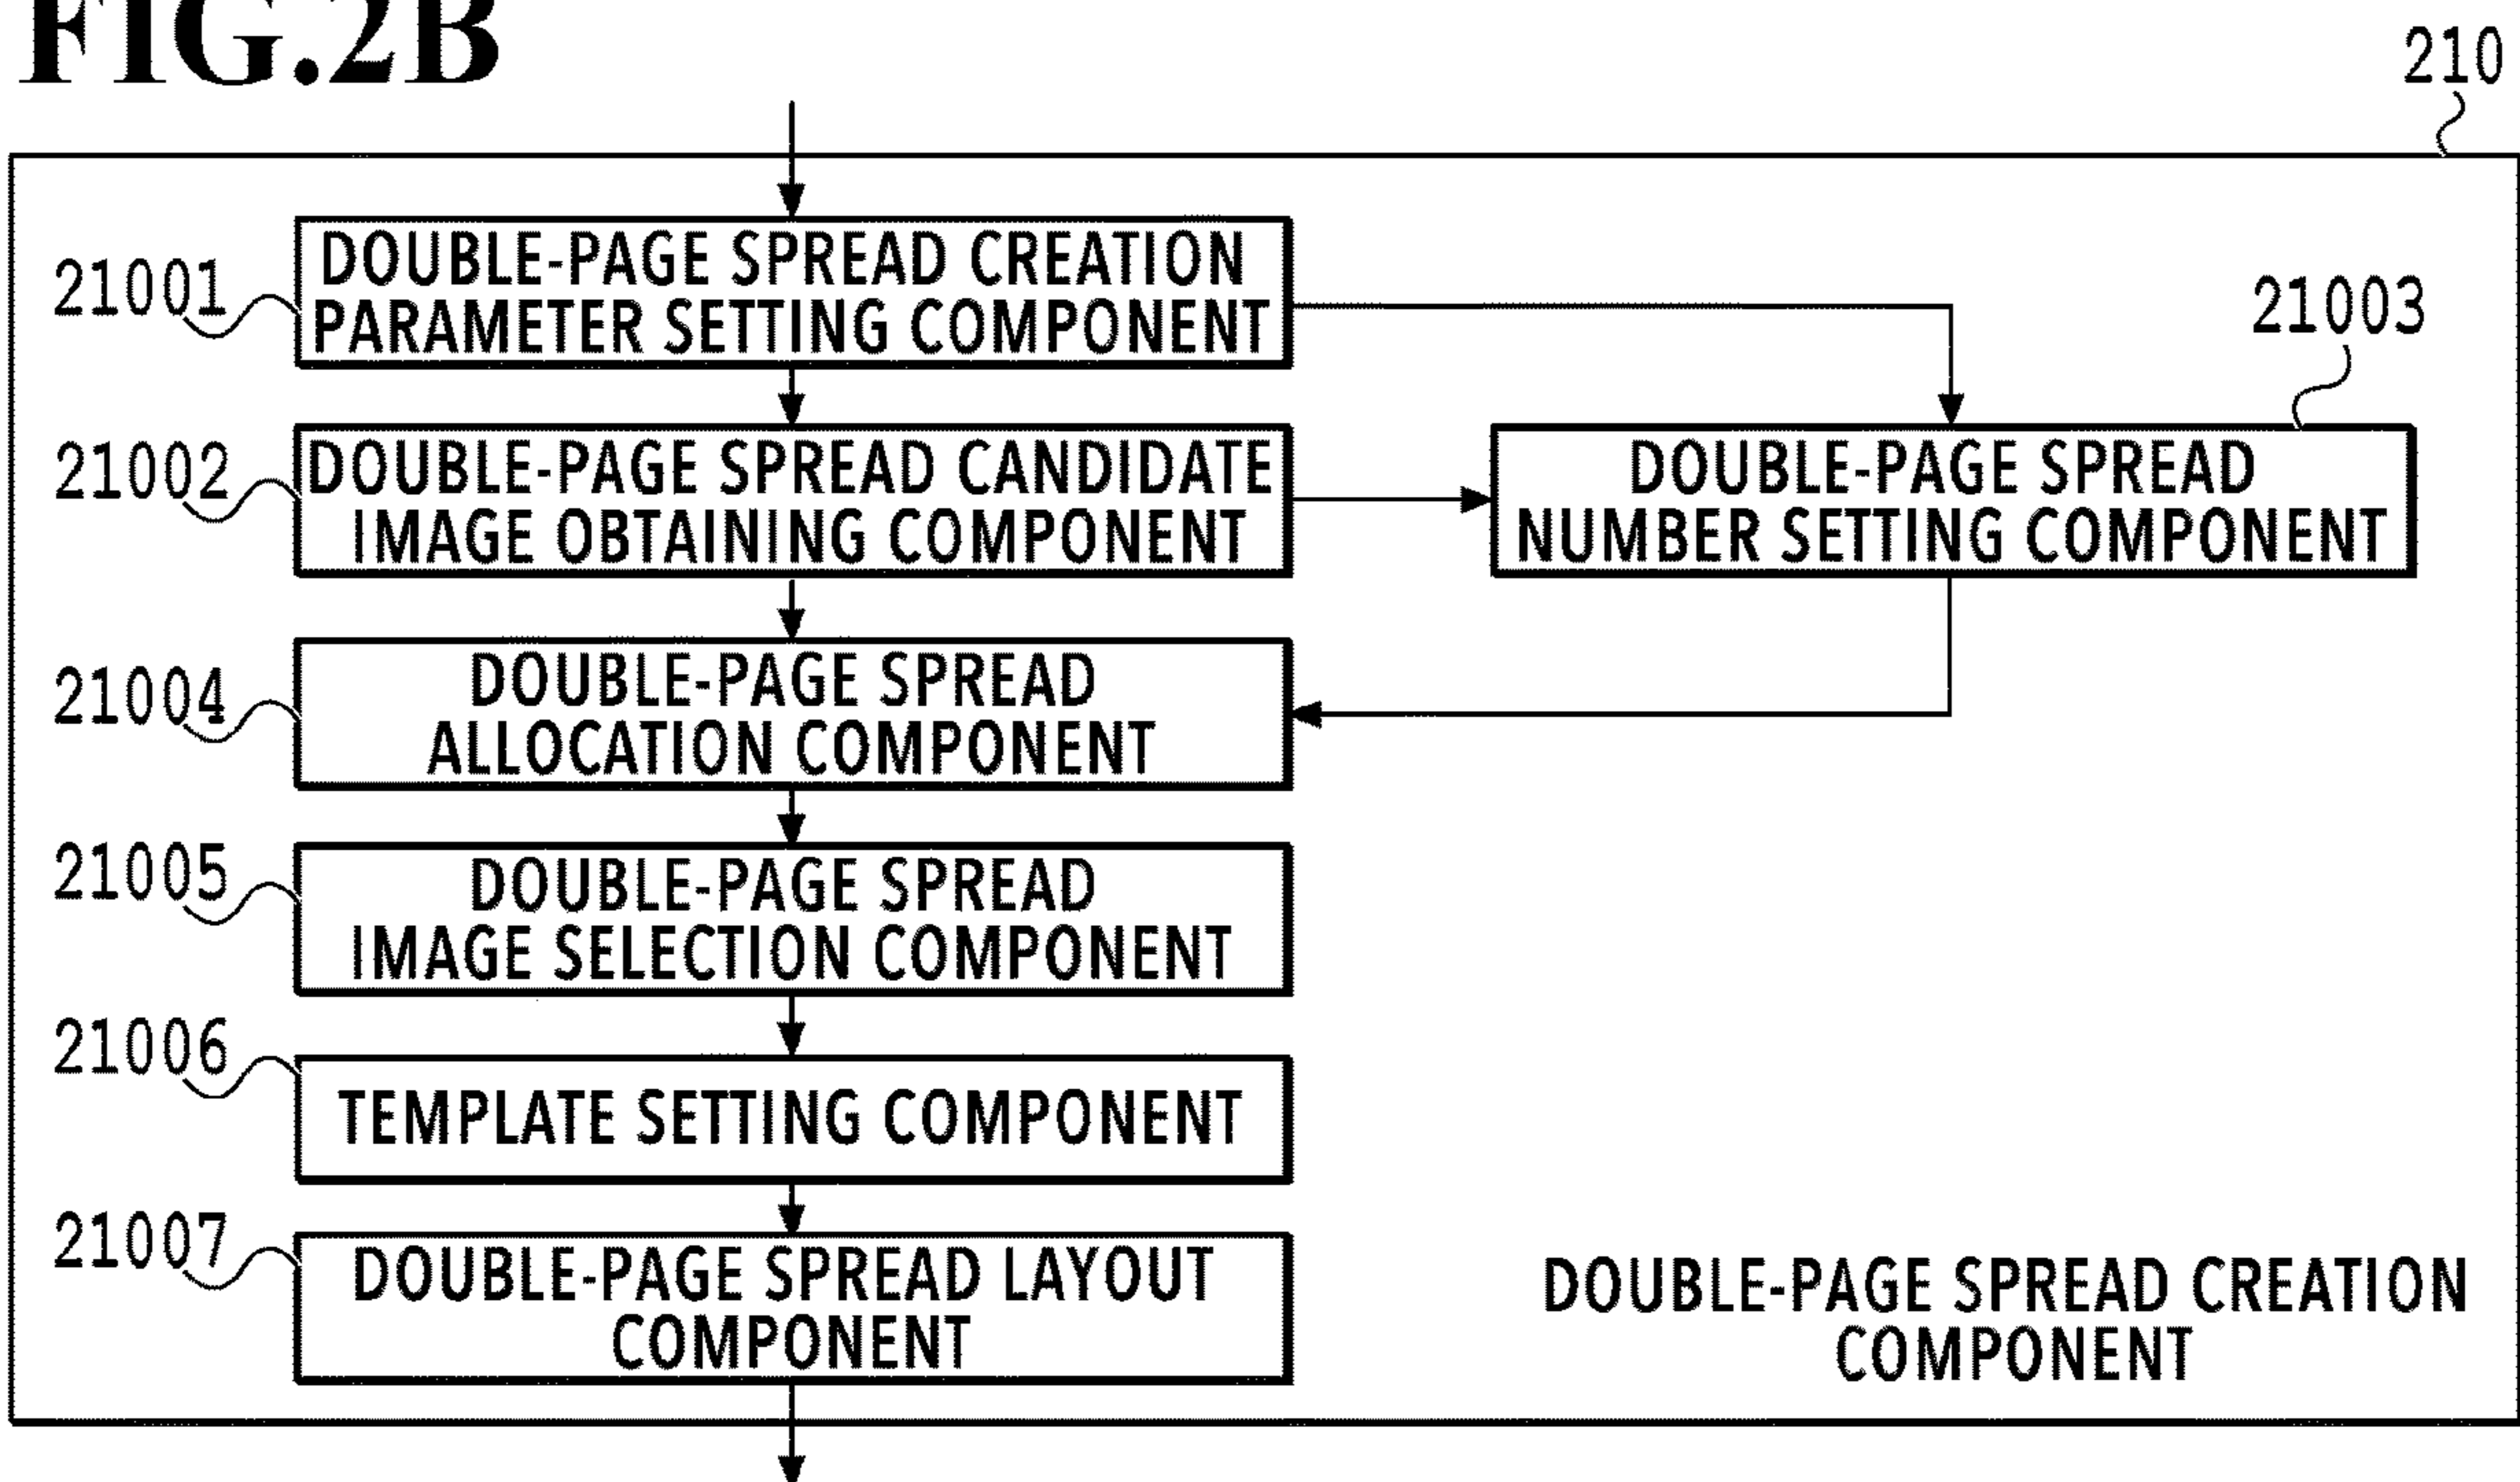 FIG.2B
210
21001
DOUBLE-PAGE SPREAD CREATION
PARAMETER SETTING COMPONENT
21003
21002
DOUBLE-PAGE SPREAD CANDIDATE
IMAGE OBTAINING COMPONENT
DOUBLE-PAGE SPREAD
NUMBER SETTING COMPONENT
21004
DOUBLE-PAGE SPREAD
ALLOCATION COMPONENT
21005
DOUBLE-PAGE SPREAD
IMAGE SELECTION COMPONENT
21006
TEMPLATE SETTING COMPONENT
21007
DOUBLE-PAGE SPREAD LAYOUT
COMPONENT
DOUBLE-PAGE SPREAD CREATION
COMPONENT